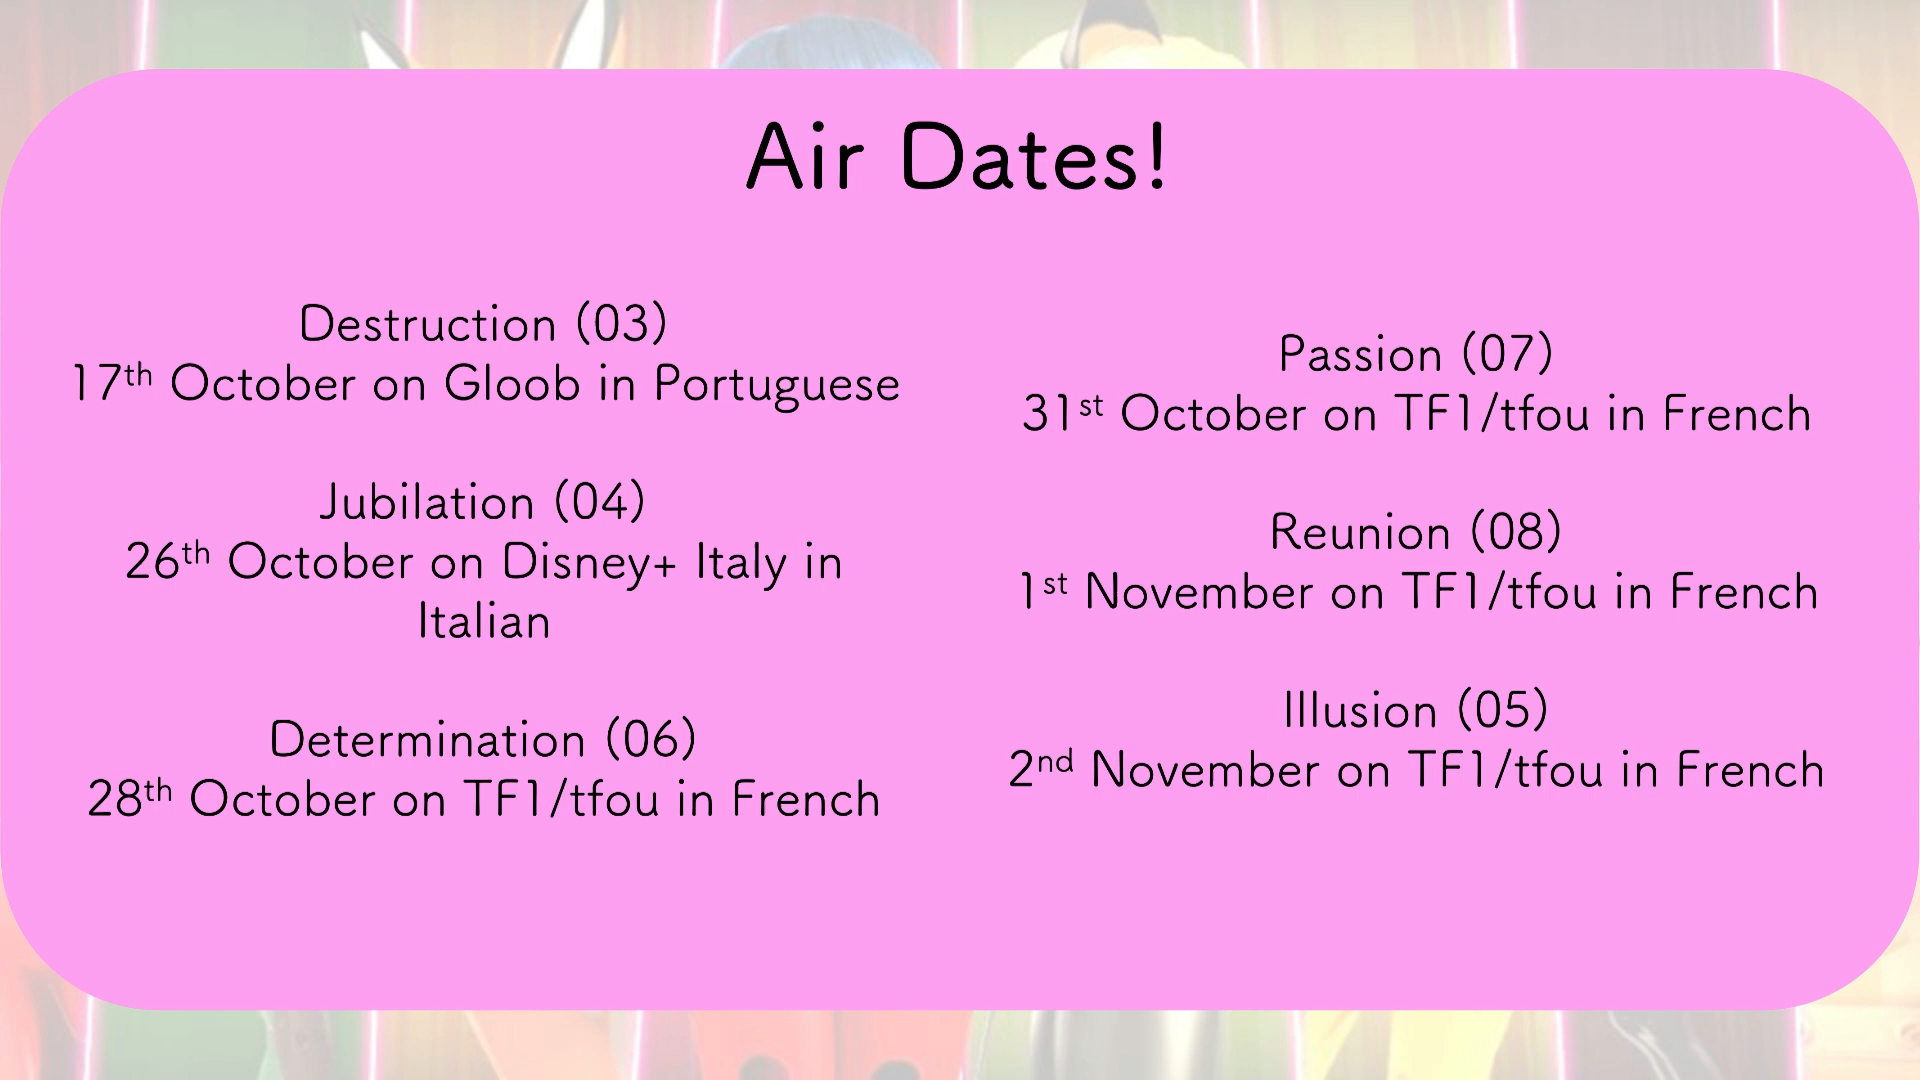 Air Dates!
Destruction (03)
17th October on Gloob in Portuguese
Jubilation (04)
26th October on Disney+ Italy in
Italian
Determination (06)
28th October on TF1/tfou in French
Passion (07)
31st October on TF1/tfou in French
Reunion (08)
1st November on TF1/tfou in French
Illusion (05)
2nd November on TF1/tfou in French